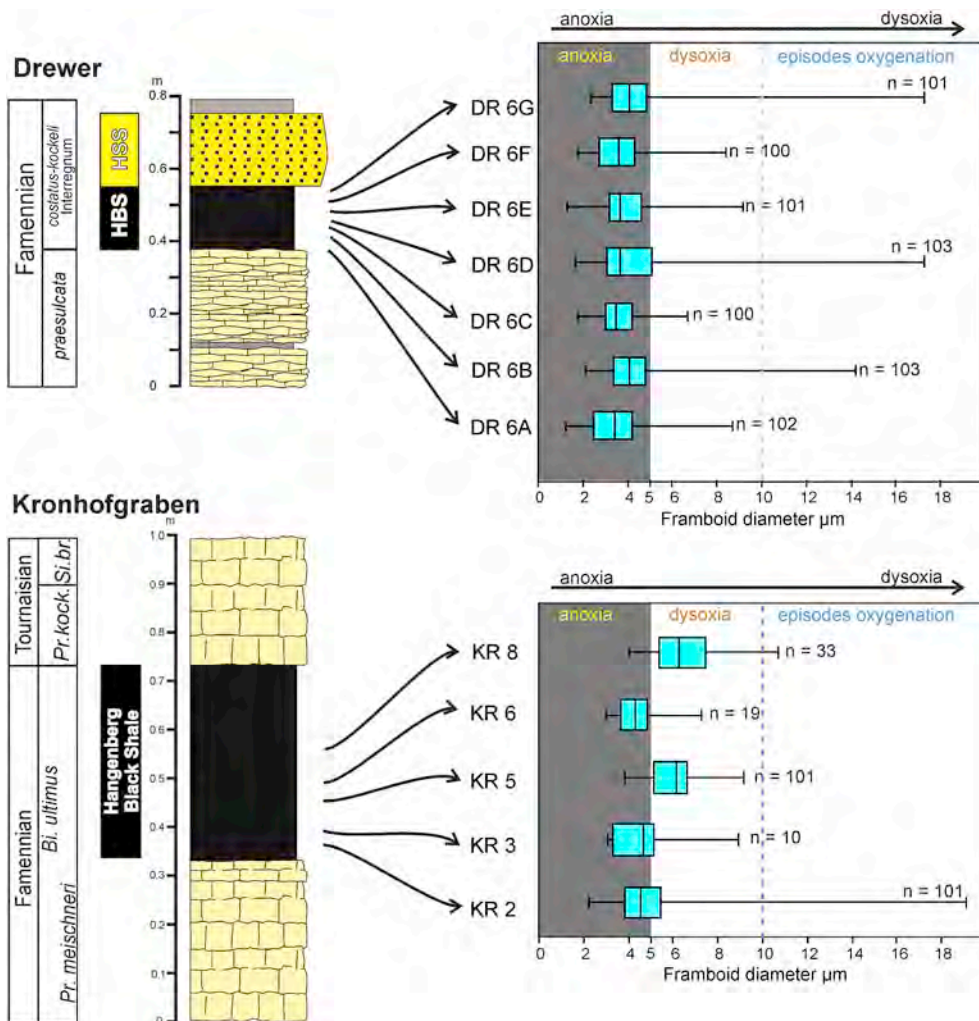 anoxia dysoxia
Drewer
m
anoxia dysoxia episodes oxygenation
Famennian
costatus-kockeli
Interregnum
praesulcata
HSS
HBS
0.8
0.6
0.4
0.2
0
DR 6G n = 101
DR 6F n = 100
DR 6E n = 101
DR 6D n = 103
DR 6C n = 100
DR 6B n = 103
DR 6A n = 102
0 2 4 5 6 8 10 12 14 16 18
Framboid diameter µm
Kronhofgraben
m
anoxia dysoxia
anoxia dysoxia episodes oxygenation
Tournaisian
Famennian
Si.br.
Pr.kock.
Bi. ultimus
Pr. meischneri
Hangenberg
Black Shale
1.0
0.9
0.8
0.7
0.6
0.5
0.4
0.3
0.2
0,1
0
KR 8 n = 33
KR 6 n = 19
KR 5 n = 101
KR 3 n = 10
KR 2 n = 101
0 2 4 5 6 8 10 12 14 16 18
Framboid diameter µm